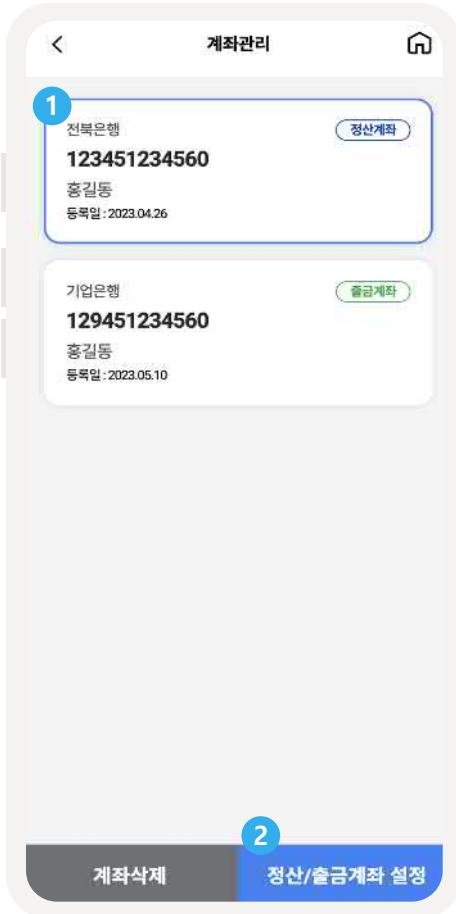 계좌관리
1
전북은행
정산계좌
123451234560
홍길동
등록일 : 2023.04.26
기업은행
출금계좌
129451234560
홍길동
등록일 : 2023.05.10
2
계좌삭제
정산/출금계좌 설정